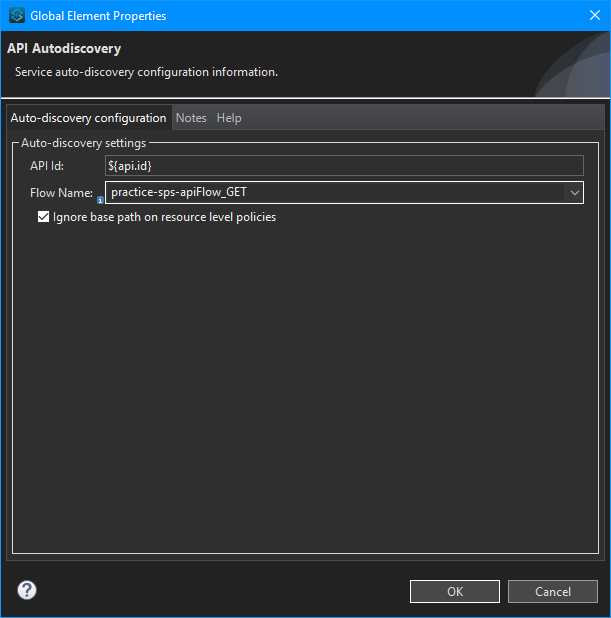 Global Element Properties
API Autodiscovery
Service auto-discovery configuration information.
Auto-discovery configuration Notes Help
Auto-discovery settings
API Id: ${api.id}
Flow Name: practice-sps-apiFlow_GET
Ignore base path on resource level policies
? OK Cancel